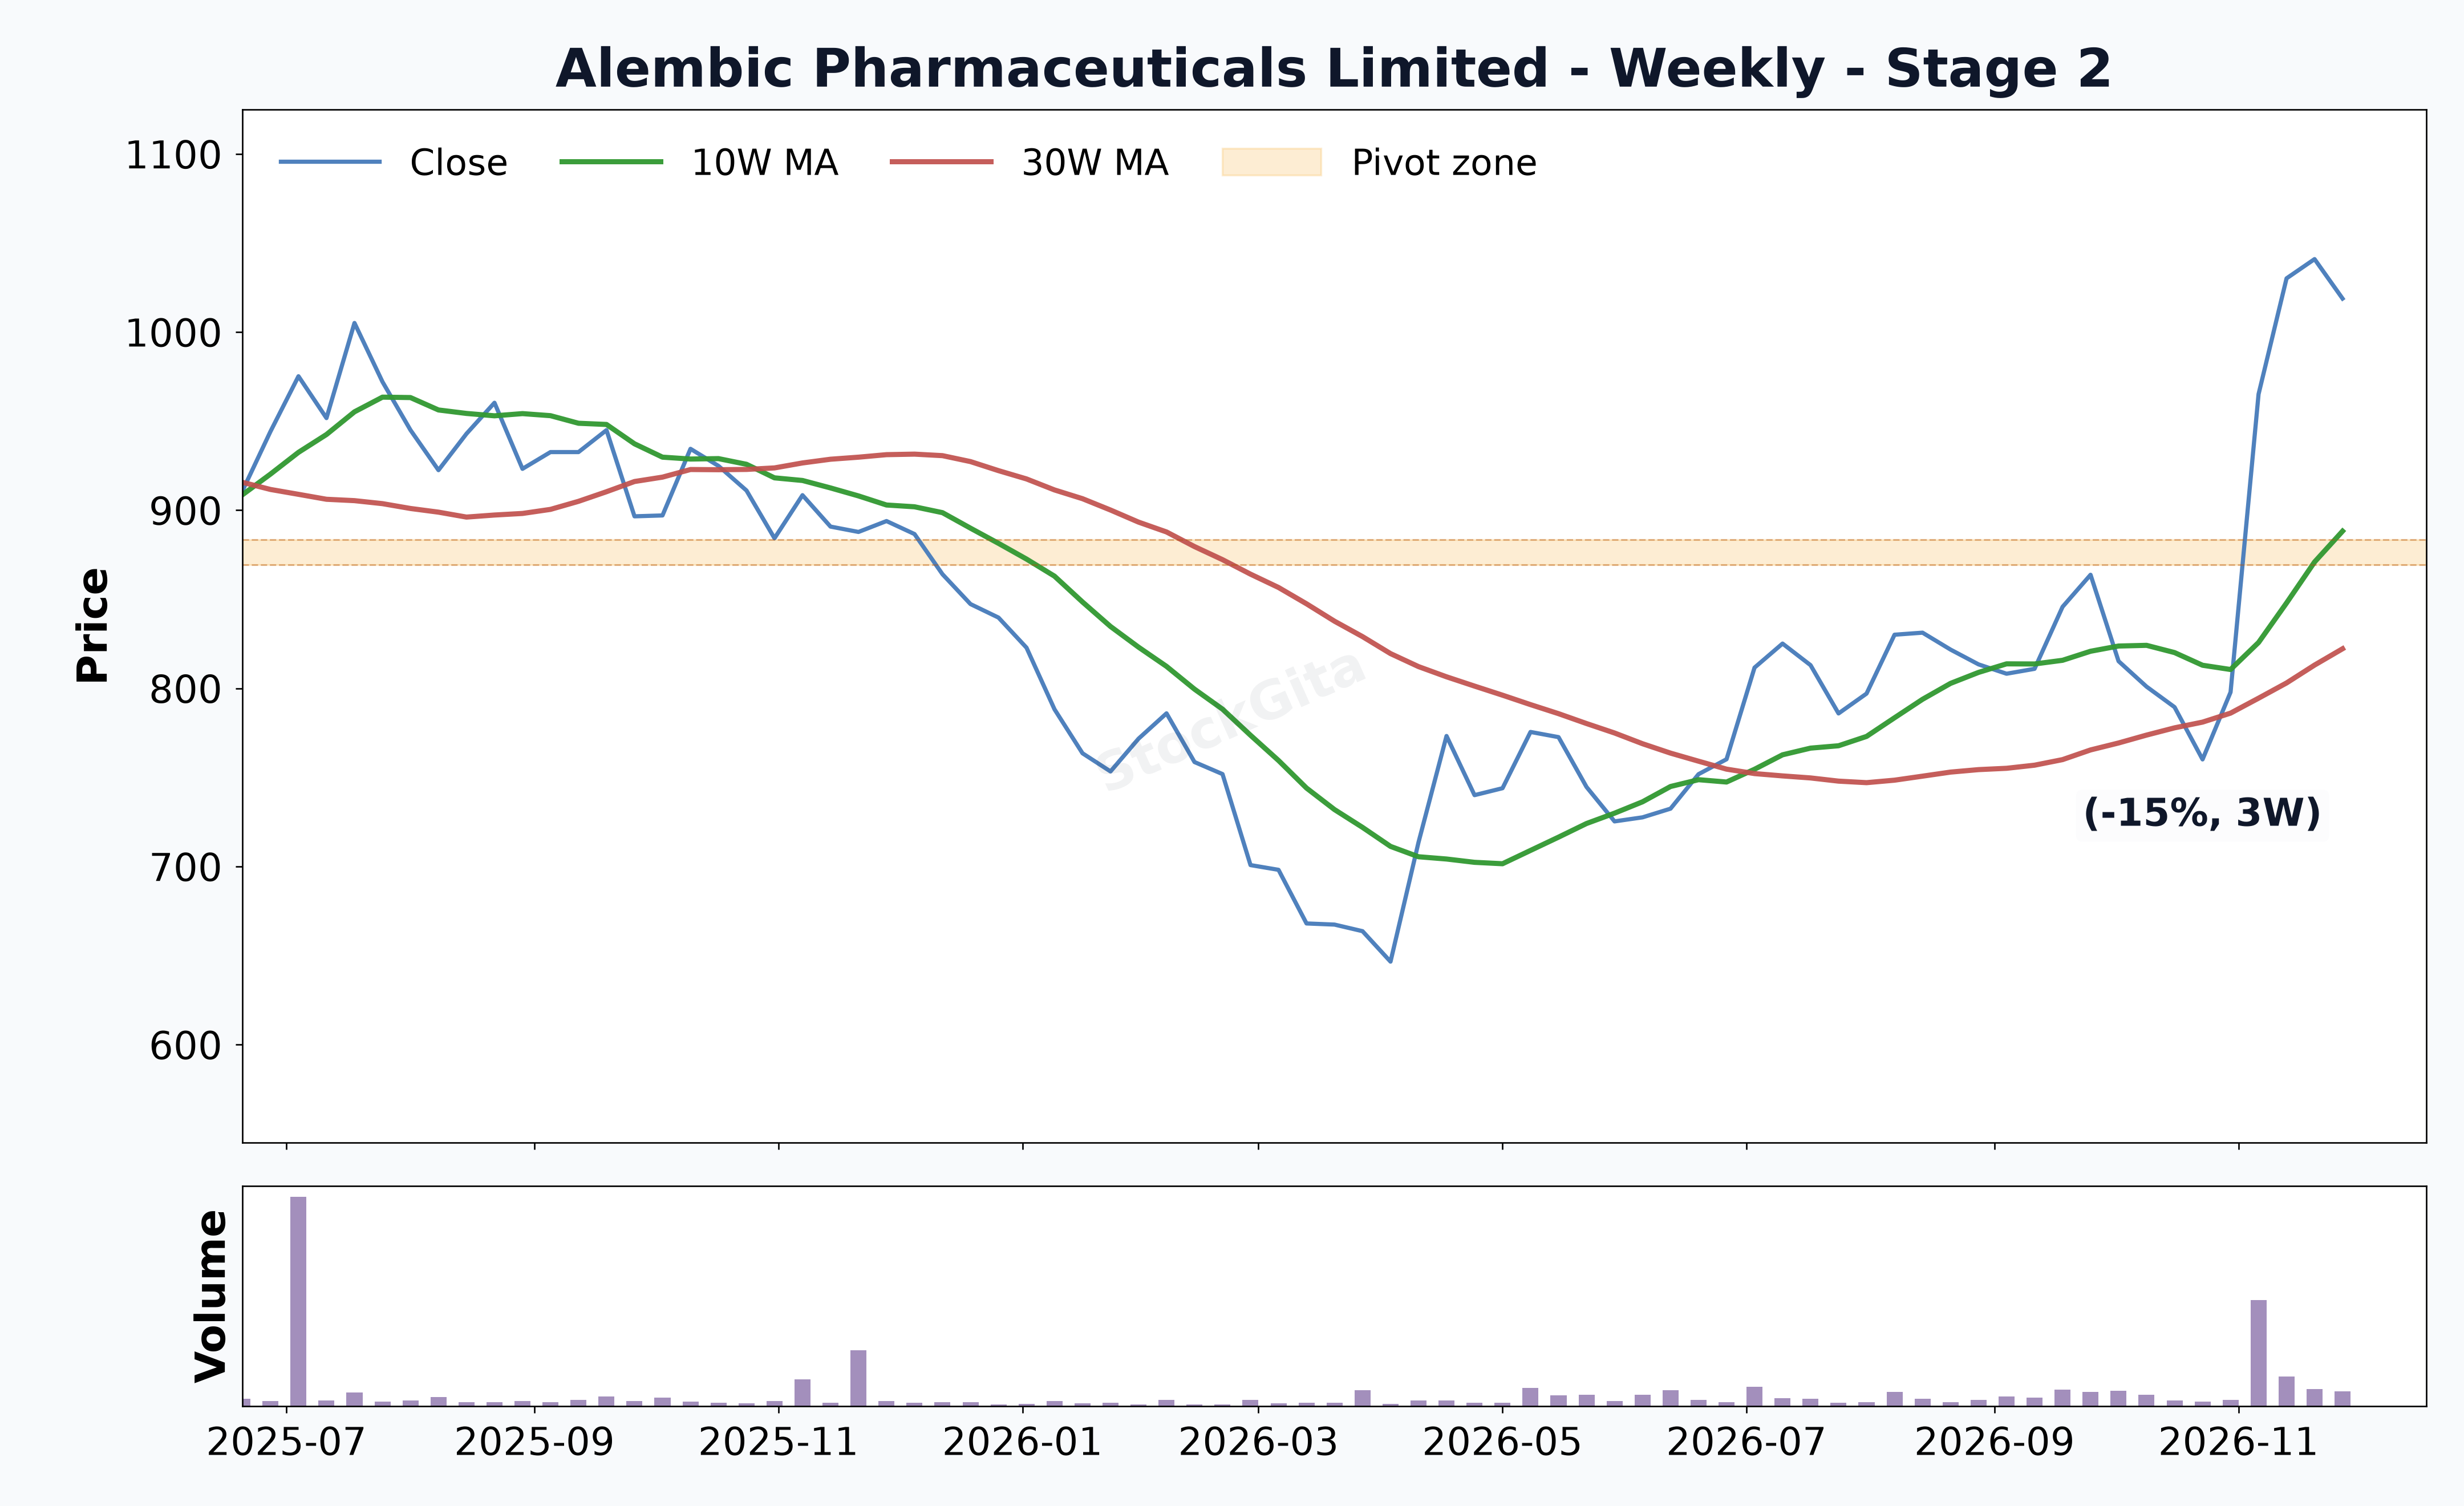 Alembic Pharmaceuticals Limited - Weekly - Stage 2
Close 10W MA 30W MA Pivot zone
1100
1000
900
800
700
600
Price
StockGita
(-15%, 3W)
Volume
2025-07 2025-09 2025-11 2026-01 2026-03 2026-05 2026-07 2026-09 2026-11